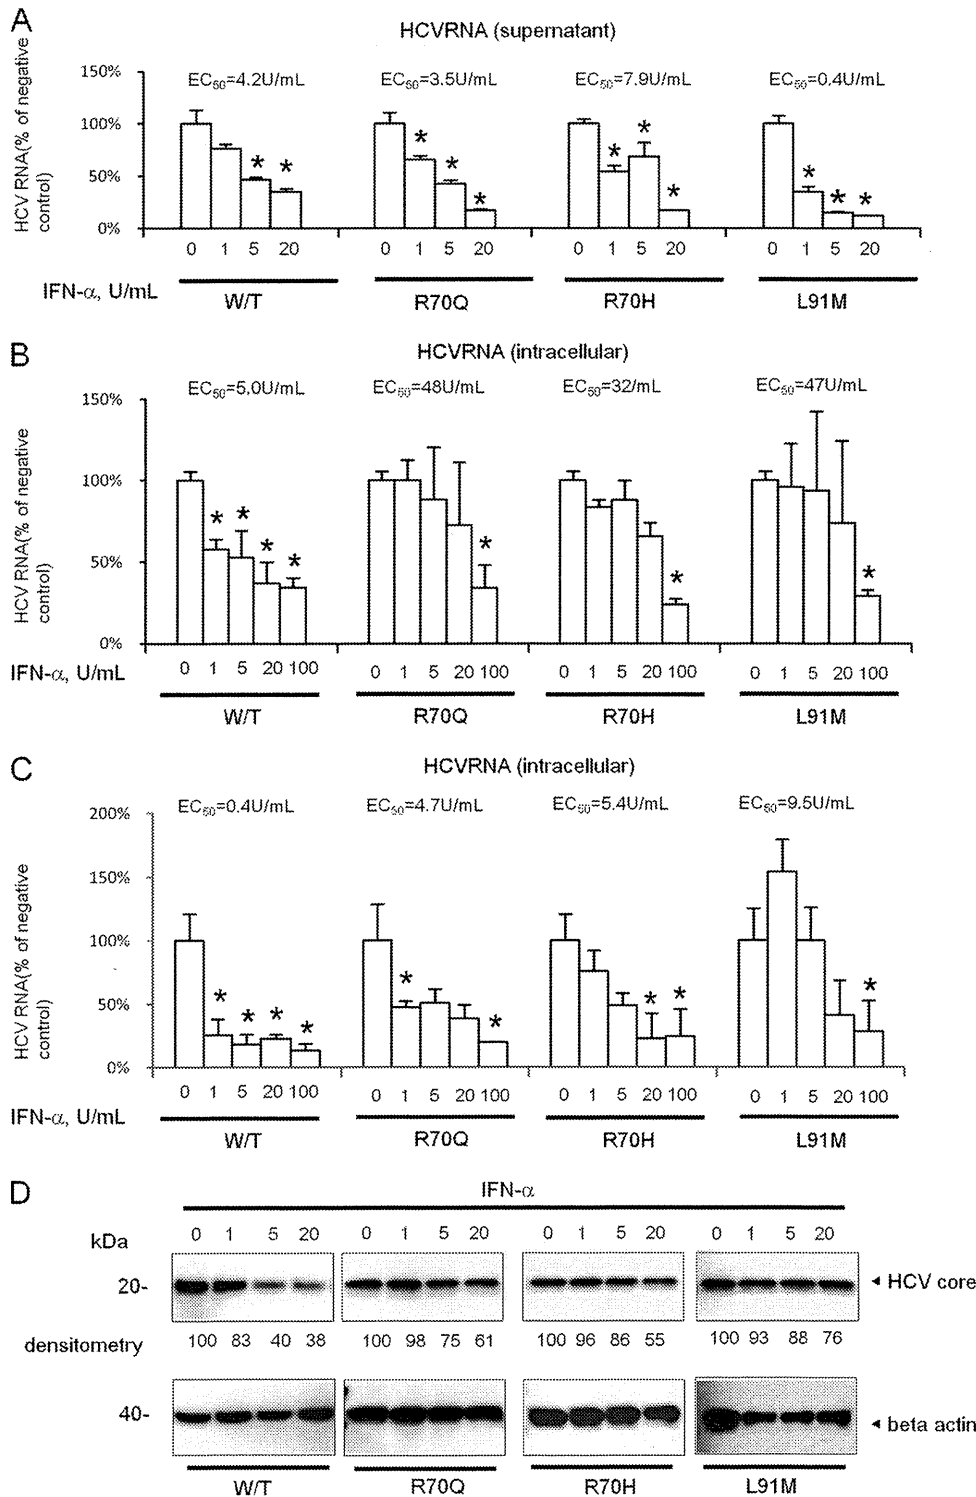 A
HCVRNA (supernatant)
HCV RNA(% of negative
control)
150%
100%
50%
0%
EC50=4.2U/mL
EC50=3.5U/mL
EC50=7.9U/mL
EC50=0.4U/mL
* *
* * *
* * *
* * *
0 1 5 20
0 1 5 20
0 1 5 20
0 1 5 20
IFN-α, U/mL
W/T
R70Q
R70H
L91M
B
HCVRNA (intracellular)
HCV RNA(% of negative
control)
150%
100%
50%
0%
EC50=5.0U/mL
EC50=48U/mL
EC50=32/mL
EC50=47U/mL
* * * *
*
*
*
0 1 5 20 100
0 1 5 20 100
0 1 5 20 100
0 1 5 20 100
IFN-α, U/mL
W/T
R70Q
R70H
L91M
C
HCVRNA (intracellular)
HCV RNA(% of negative
control)
200%
150%
100%
50%
0%
EC50=0.4U/mL
EC50=4.7U/mL
EC50=5.4U/mL
EC50=9.5U/mL
* * * *
* *
* *
*
0 1 5 20 100
0 1 5 20 100
0 1 5 20 100
0 1 5 20 100
IFN-α, U/mL
W/T
R70Q
R70H
L91M
D
IFN-α
0 1 5 20
0 1 5 20
0 1 5 20
0 1 5 20
kDa
20-
HCV core
densitometry
100 83 40 38
100 98 75 61
100 96 86 55
100 93 88 76
40-
beta actin
W/T
R70Q
R70H
L91M